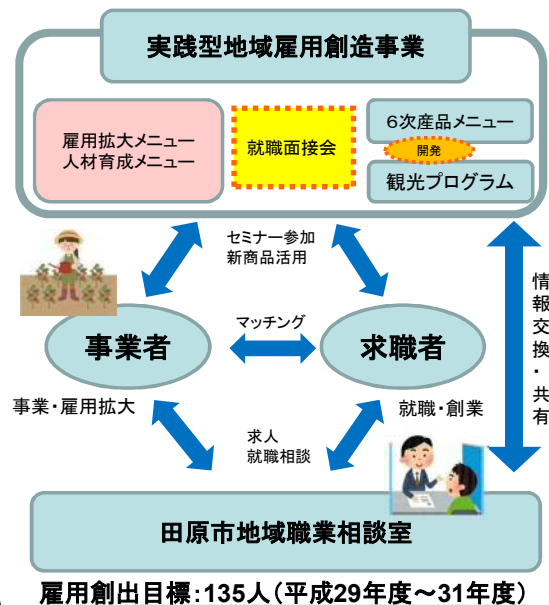 実践型地域雇用創造事業
雇用拡大メニュー
人材育成メニュー
就職面接会
6次産品メニュー
開発
観光プログラム
セミナー参加
新商品活用
情報交換・共有
事業者
マッチング
求職者
事業・雇用拡大
就職・創業
求人
就職相談
田原市地域職業相談室
雇用創出目標:135人(平成29年度~31年度)